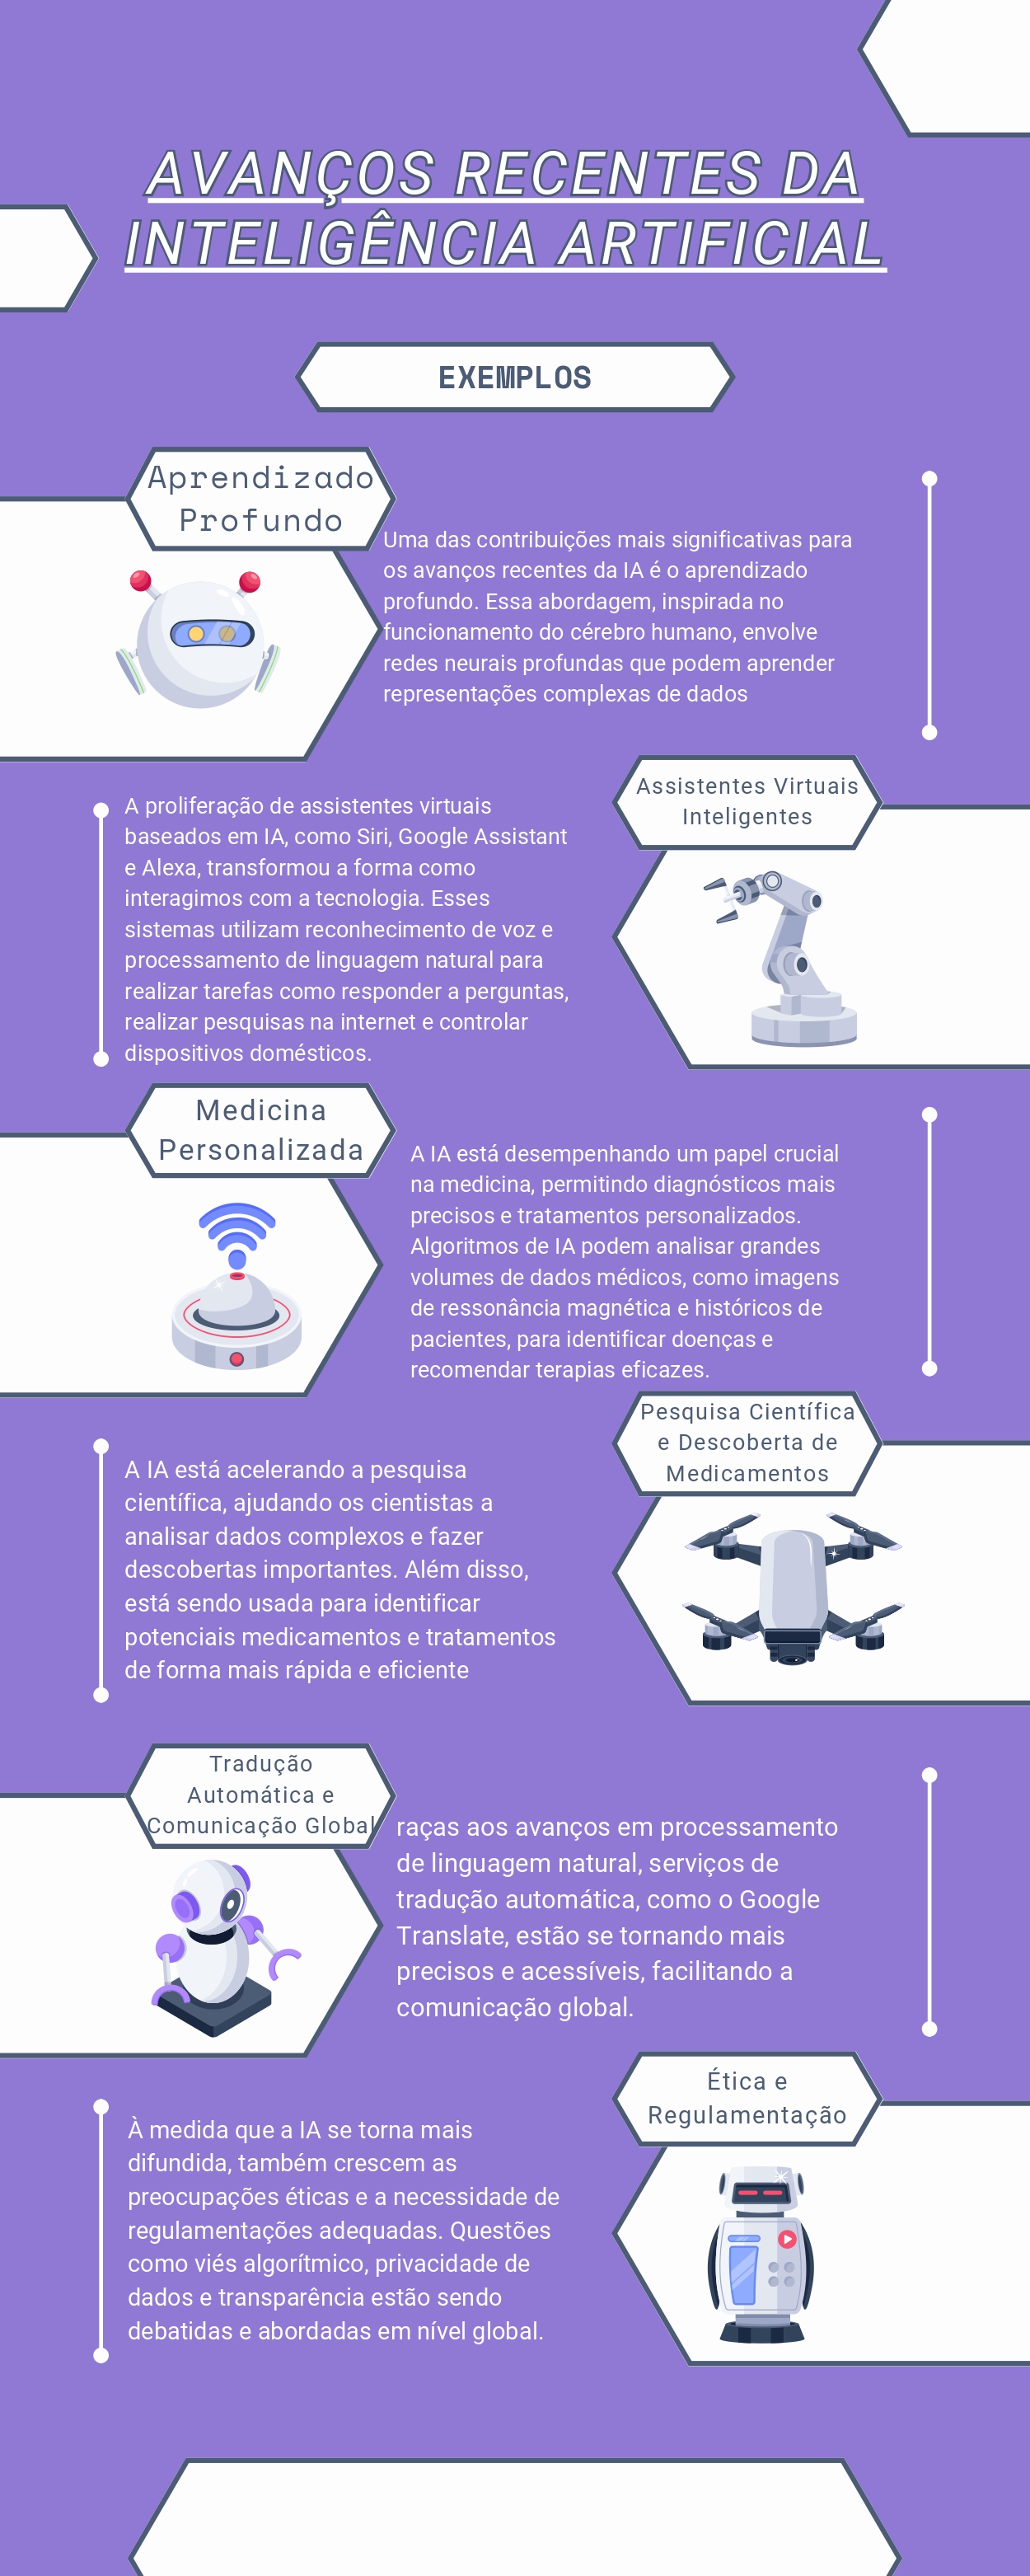 AVANÇOS RECENTES DA
INTELIGÊNCIA ARTIFICIAL
EXEMPLOS
Aprendizado
Profundo
Uma das contribuições mais significativas para
os avanços recentes da IA é o aprendizado
profundo. Essa abordagem, inspirada no
funcionamento do cérebro humano, envolve
redes neurais profundas que podem aprender
representações complexas de dados
Assistentes Virtuais
Inteligentes
A proliferação de assistentes virtuais
baseados em IA, como Siri, Google Assistant
e Alexa, transformou a forma como
interagimos com a tecnologia. Esses
sistemas utilizam reconhecimento de voz e
processamento de linguagem natural para
realizar tarefas como responder a perguntas,
realizar pesquisas na internet e controlar
dispositivos domésticos.
Medicina
Personalizada
A IA está desempenhando um papel crucial
na medicina, permitindo diagnósticos mais
precisos e tratamentos personalizados.
Algoritmos de IA podem analisar grandes
volumes de dados médicos, como imagens
de ressonância magnética e históricos de
pacientes, para identificar doenças e
recomendar terapias eficazes.
Pesquisa Científica
e Descoberta de
Medicamentos
A IA está acelerando a pesquisa
científica, ajudando os cientistas a
analisar dados complexos e fazer
descobertas importantes. Além disso,
está sendo usada para identificar
potenciais medicamentos e tratamentos
de forma mais rápida e eficiente
Tradução
Automática e
Comunicação Global
raças aos avanços em processamento
de linguagem natural, serviços de
tradução automática, como o Google
Translate, estão se tornando mais
precisos e acessíveis, facilitando a
comunicação global.
Ética e
Regulamentação
À medida que a IA se torna mais
difundida, também crescem as
preocupações éticas e a necessidade de
regulamentações adequadas. Questões
como viés algorítmico, privacidade de
dados e transparência estão sendo
debatidas e abordadas em nível global.